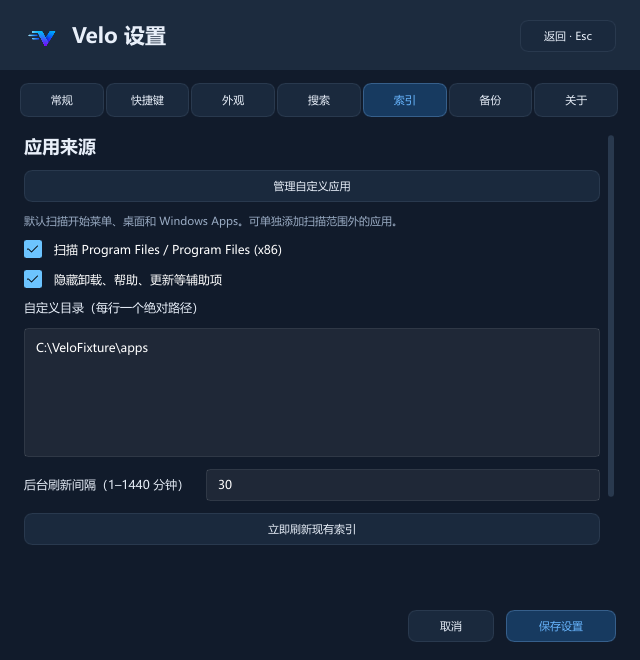 Velo 设置
返回 · Esc
常规
快捷键
外观
搜索
索引
备份
关于
应用来源
管理自定义应用
默认扫描开始菜单、桌面和 Windows Apps。可单独添加扫描范围外的应用。
扫描 Program Files / Program Files (x86)
隐藏卸载、帮助、更新等辅助项
自定义目录（每行一个绝对路径）
C:\VeloFixture\apps
后台刷新间隔（1–1440 分钟）
30
立即刷新现有索引
取消
保存设置